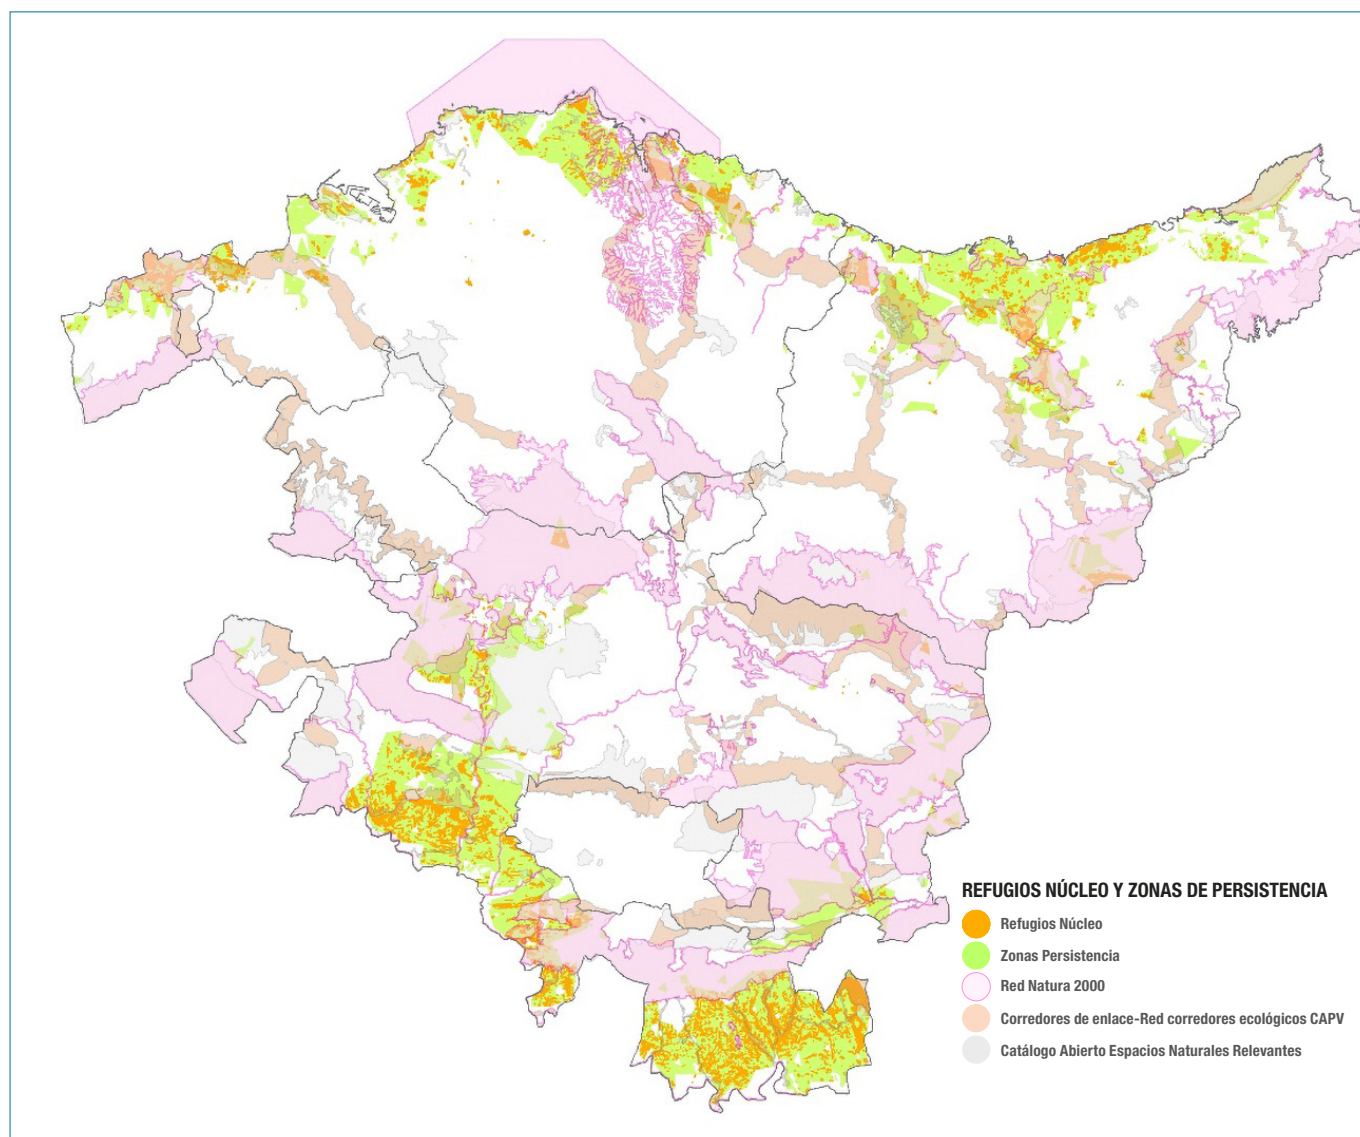 REFUGIOS NÚCLEO Y ZONAS DE PERSISTENCIA
Refugios Núcleo
Zonas Persistencia
Red Natura 2000
Corredores de enlace-Red corredores ecológicos CAPV
Catálogo Abierto Espacios Naturales Relevantes